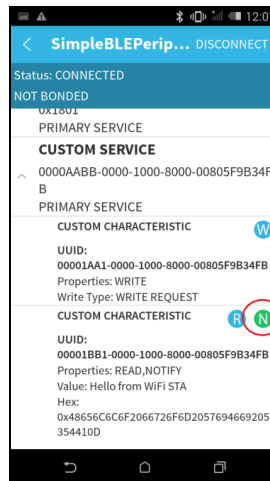 12:0
SimpleBLEPerip... DISCONNECT
Status: CONNECTED
NOT BONDED
0x1801
PRIMARY SERVICE
CUSTOM SERVICE
0000AABB-0000-1000-8000-00805F9B34F
B
PRIMARY SERVICE
CUSTOM CHARACTERISTIC W
UUID:
00001AA1-0000-1000-8000-00805F9B34FB
Properties: WRITE
Write Type: WRITE REQUEST
CUSTOM CHARACTERISTIC R N
UUID:
00001BB1-0000-1000-8000-00805F9B34FB
Properties: READ,NOTIFY
Value: Hello from WiFi STA
Hex:
0x48656C6C6F2066726F6D2057694669205
354410D